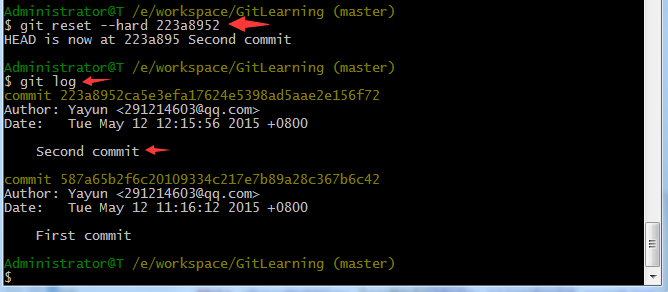 Administrator@T /e/workspace/GitLearning (master)
$ git reset --hard 223a8952
HEAD is now at 223a895 Second commit
Administrator@T /e/workspace/GitLearning (master)
$ git log
commit 223a8952ca5e3efa17624e5398ad5aae2e156f72
Author: Yayun <291214603@qq.com>
Date:   Tue May 12 12:15:56 2015 +0800
Second commit
commit 587a65b2f6c20109334c217e7b89a28c367b6c42
Author: Yayun <291214603@qq.com>
Date:   Tue May 12 11:16:12 2015 +0800
First commit
Administrator@T /e/workspace/GitLearning (master)
$